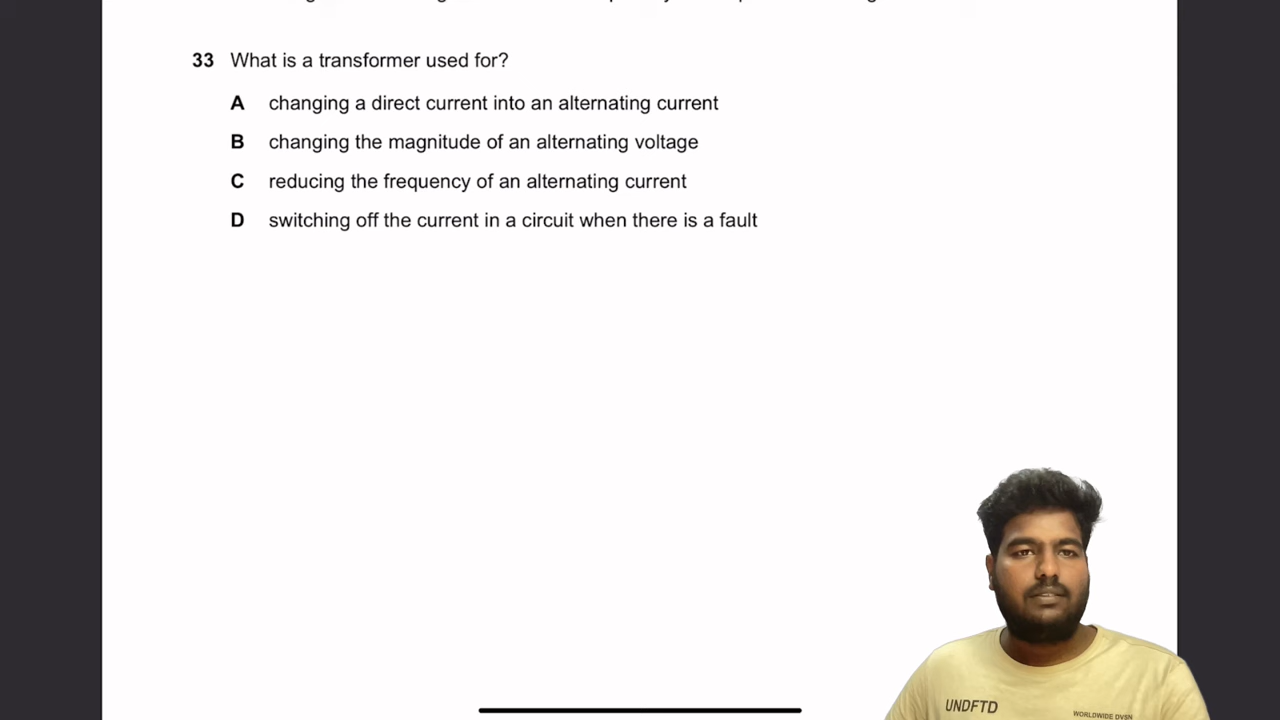 33 What is a transformer used for?
A changing a direct current into an alternating current
B changing the magnitude of an alternating voltage
C reducing the frequency of an alternating current
D switching off the current in a circuit when there is a fault
UNDFTD
WORLDWIDE DVSN